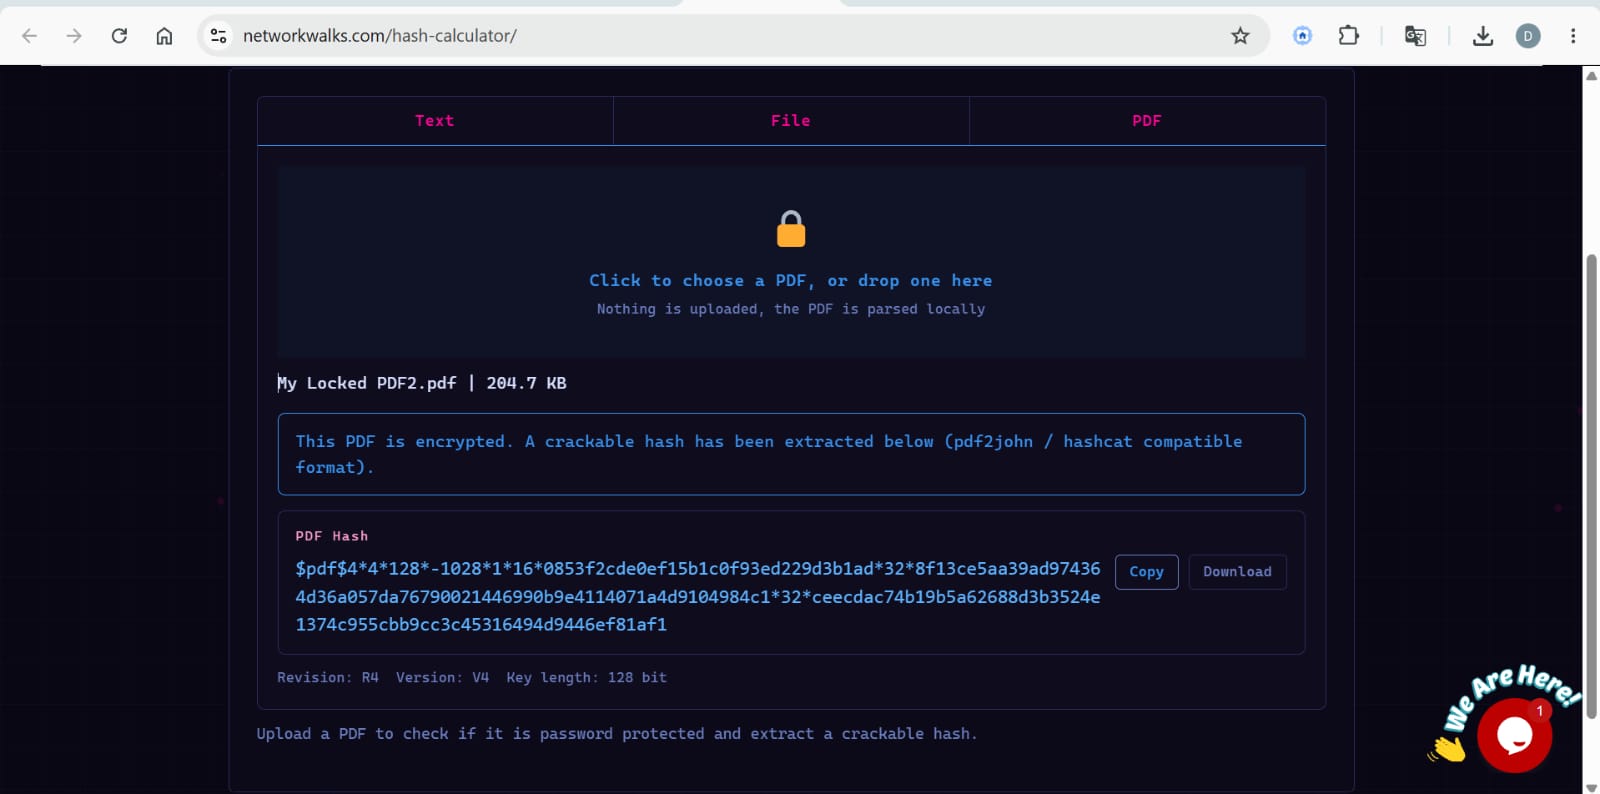 networkwalks.com/hash-calculator/
D
Text
File
PDF
Click to choose a PDF, or drop one here
Nothing is uploaded, the PDF is parsed locally
My Locked PDF2.pdf | 204.7 KB
This PDF is encrypted. A crackable hash has been extracted below (pdf2john / hashcat compatible
format).
PDF Hash
$pdf$4*4*128*-1028*1*16*0853f2cde0ef15b1c0f93ed229d3b1ad*32*8f13ce5aa39ad97436
4d36a057da76790021446990b9e4114071a4d9104984c1*32*ceecdac74b19b5a62688d3b3524e
1374c955cbb9cc3c45316494d9446ef81af1
Copy
Download
Revision: R4 Version: V4 Key length: 128 bit
Upload a PDF to check if it is password protected and extract a crackable hash.
We Are Here!
1